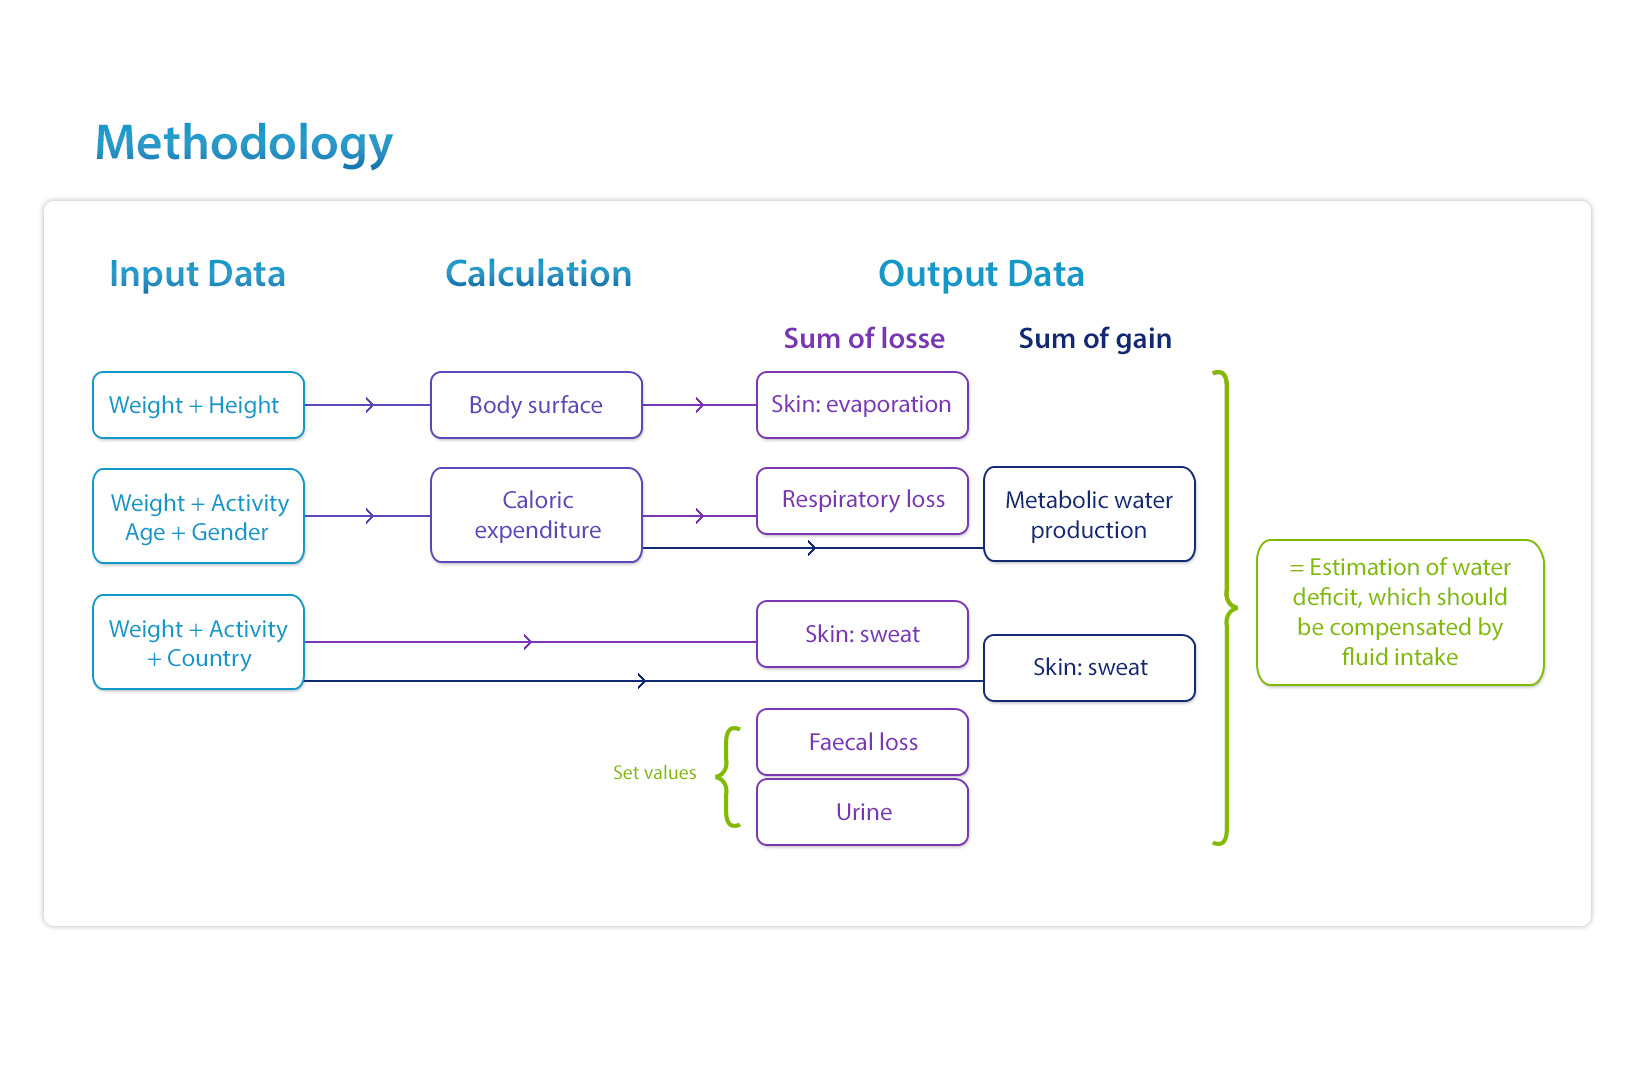 Methodology
Input Data
Calculation
Output Data
Sum of losse
Sum of gain
Weight + Height
Body surface
Skin: evaporation
Weight + Activity
Age + Gender
Caloric
expenditure
Respiratory loss
Metabolic water
production
Weight + Activity
+ Country
Skin: sweat
Skin: sweat
Set values
Faecal loss
Urine
= Estimation of water
deficit, which should
be compensated by
fluid intake